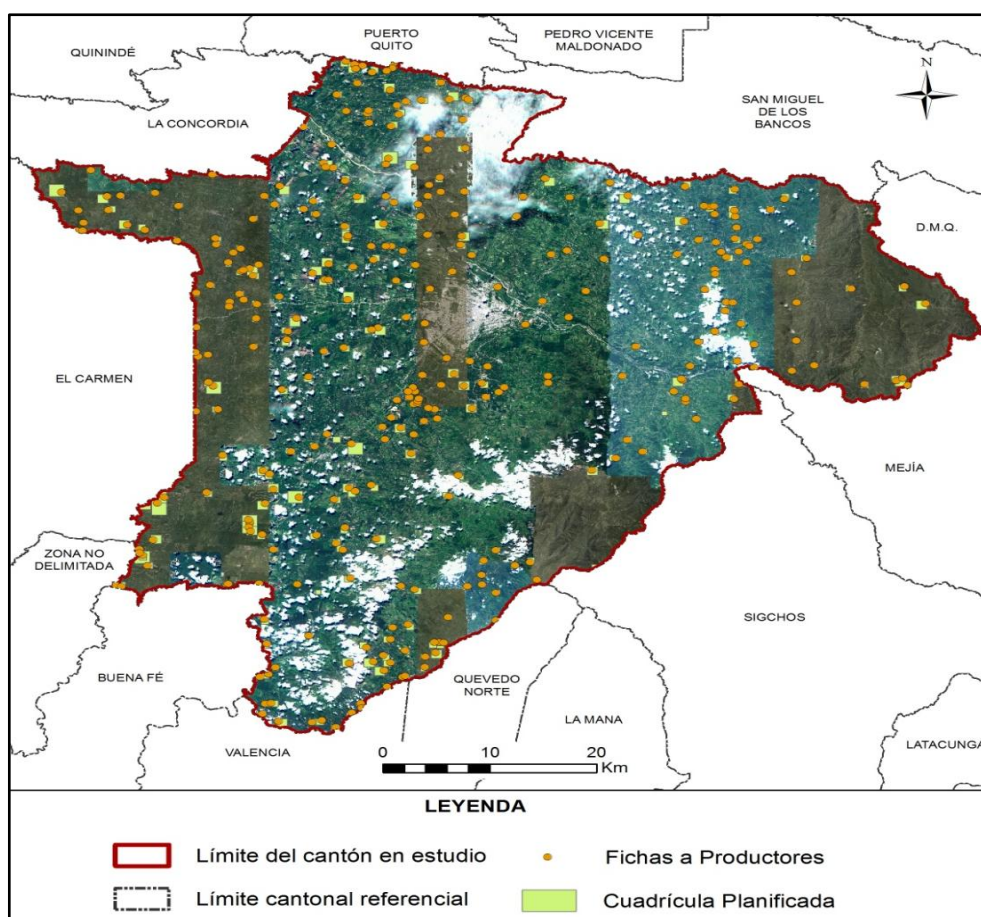 PUERTO
QUITO
PEDRO VICENTE
MALDONADO
QUININDÉ
N
SAN MIGUEL
DE LOS
BANCOS
LA CONCORDIA
D.M.Q.
EL CARMEN
MEJÍA
ZONA NO
DELIMITADA
SIGCHOS
BUENA FÉ
QUEVEDO
NORTE
LA MANA
VALENCIA
LATACUNGA
0 10 20
Km
LEYENDA
Límite del cantón en estudio
Fichas a Productores
Límite cantonal referencial
Cuadrícula Planificada